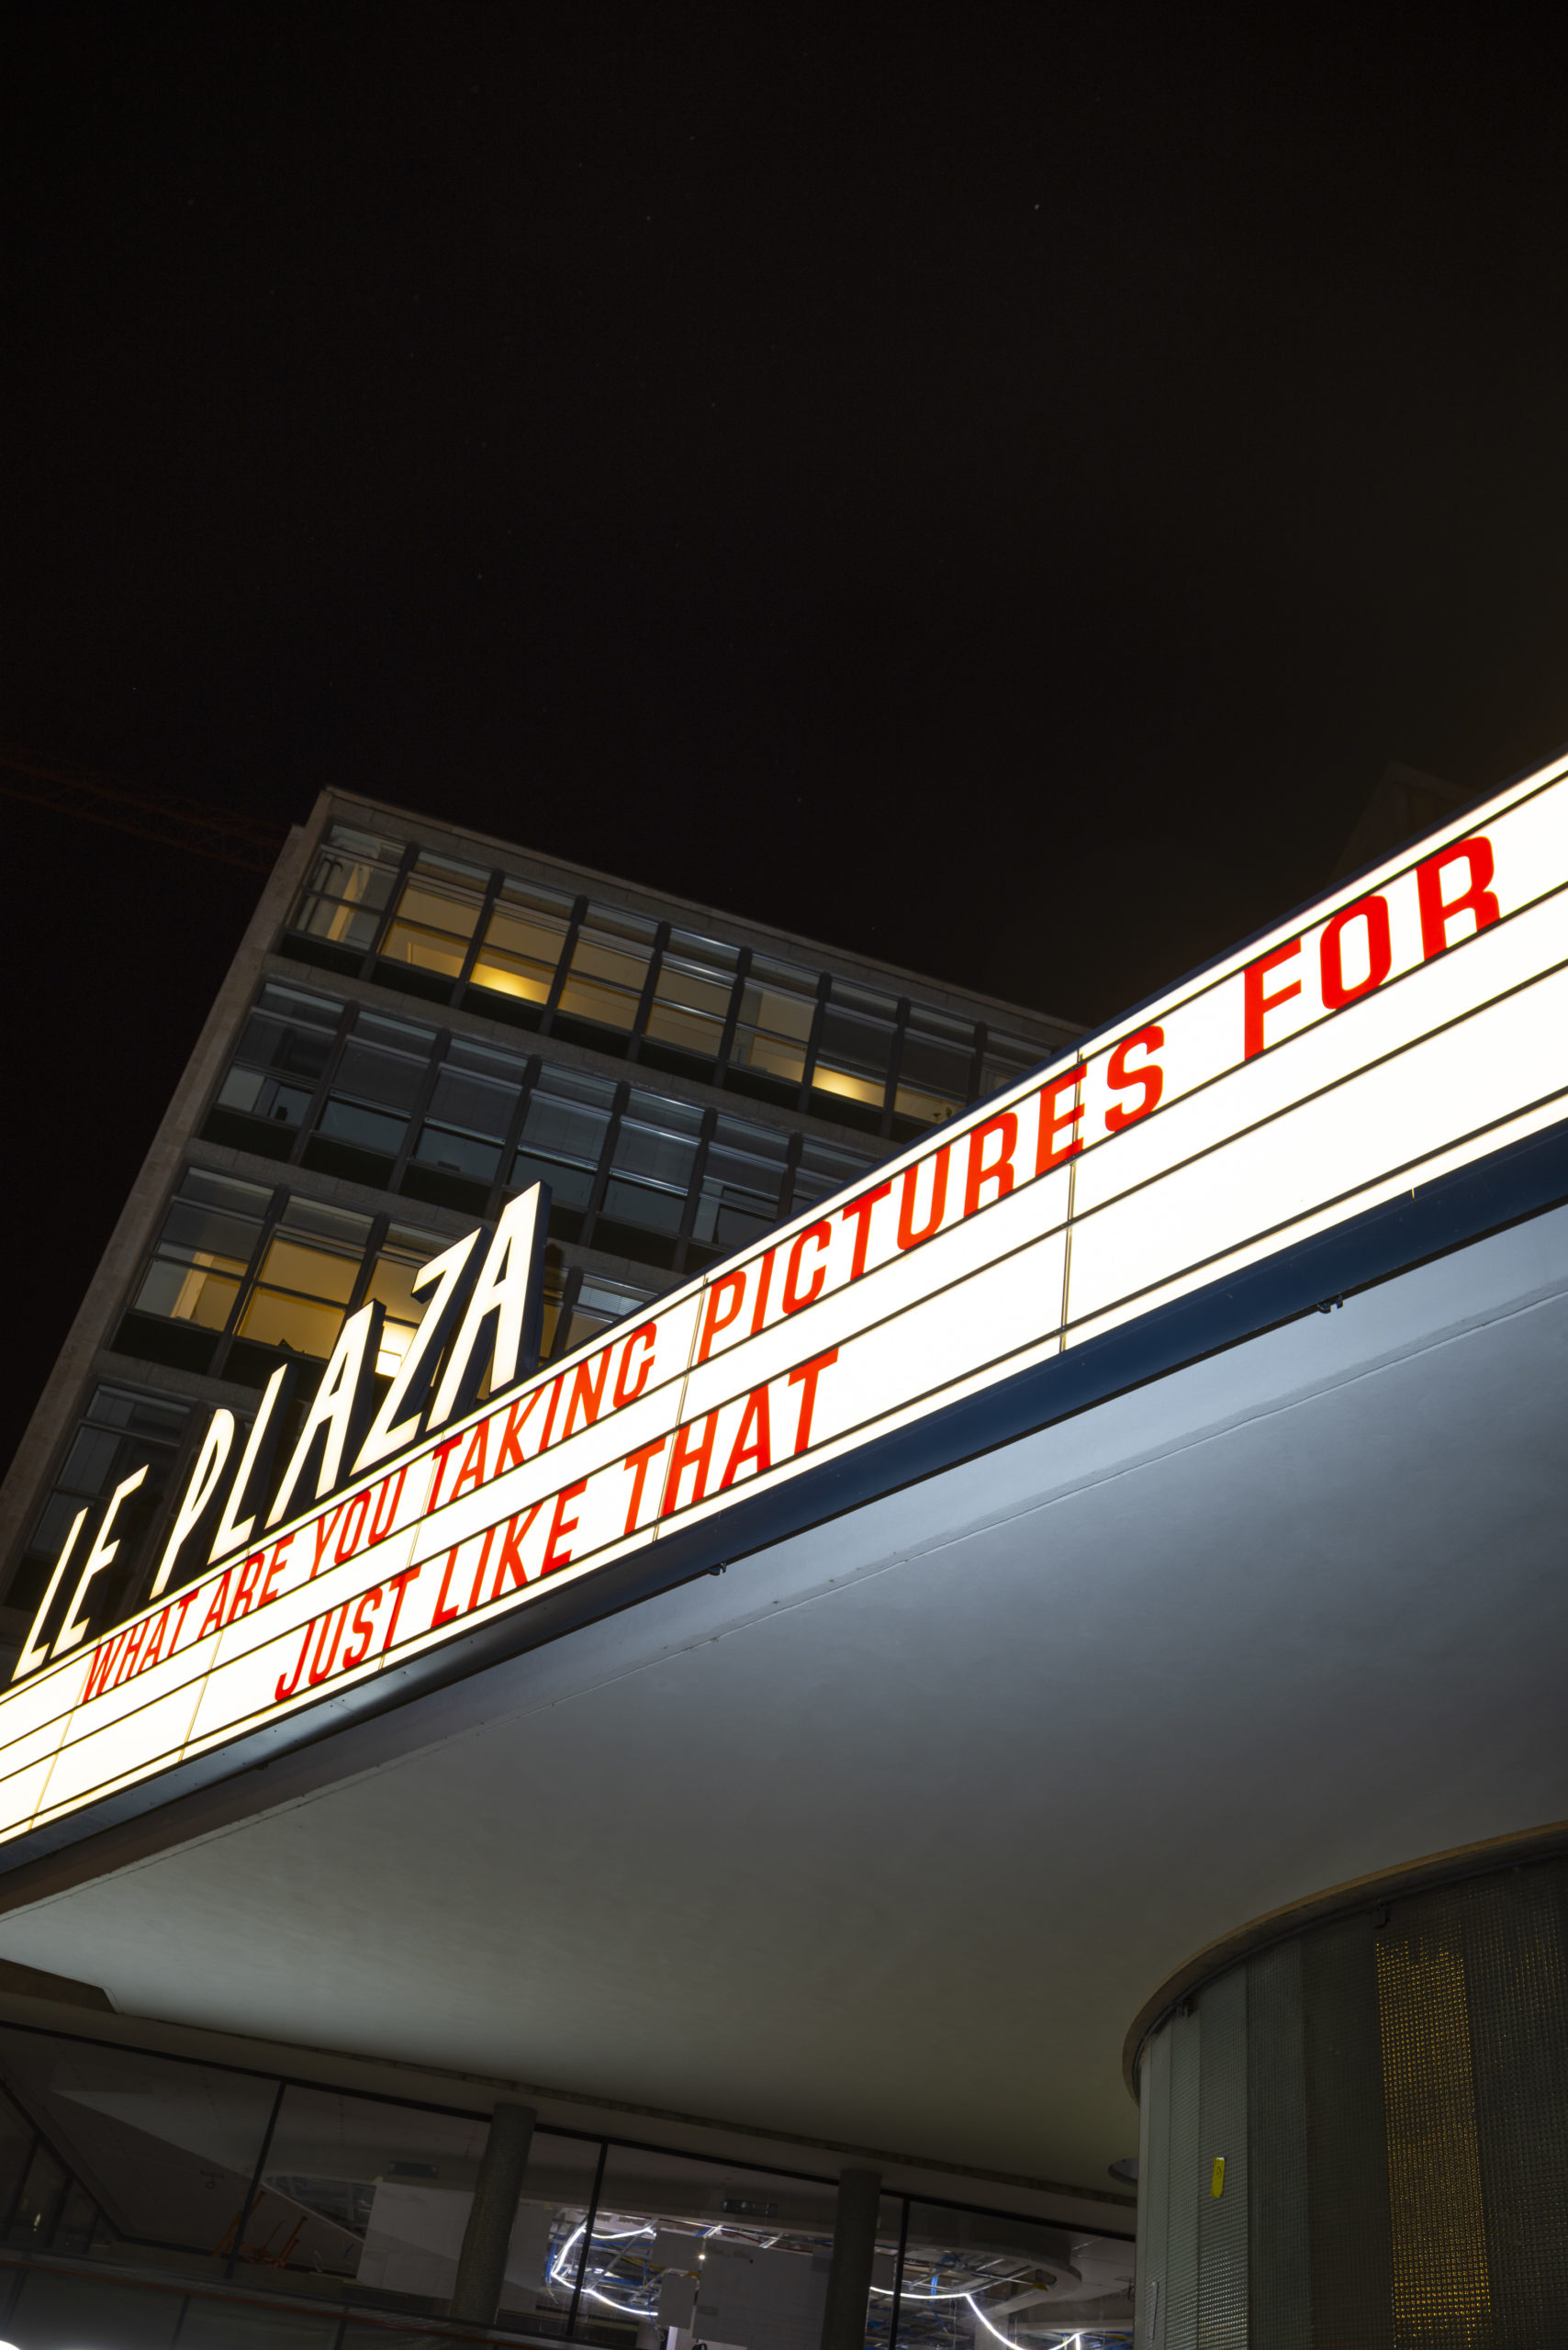 LE PLAZA
WHAT ARE YOU TAKING PICTURES FOR
JUST LIKE THAT